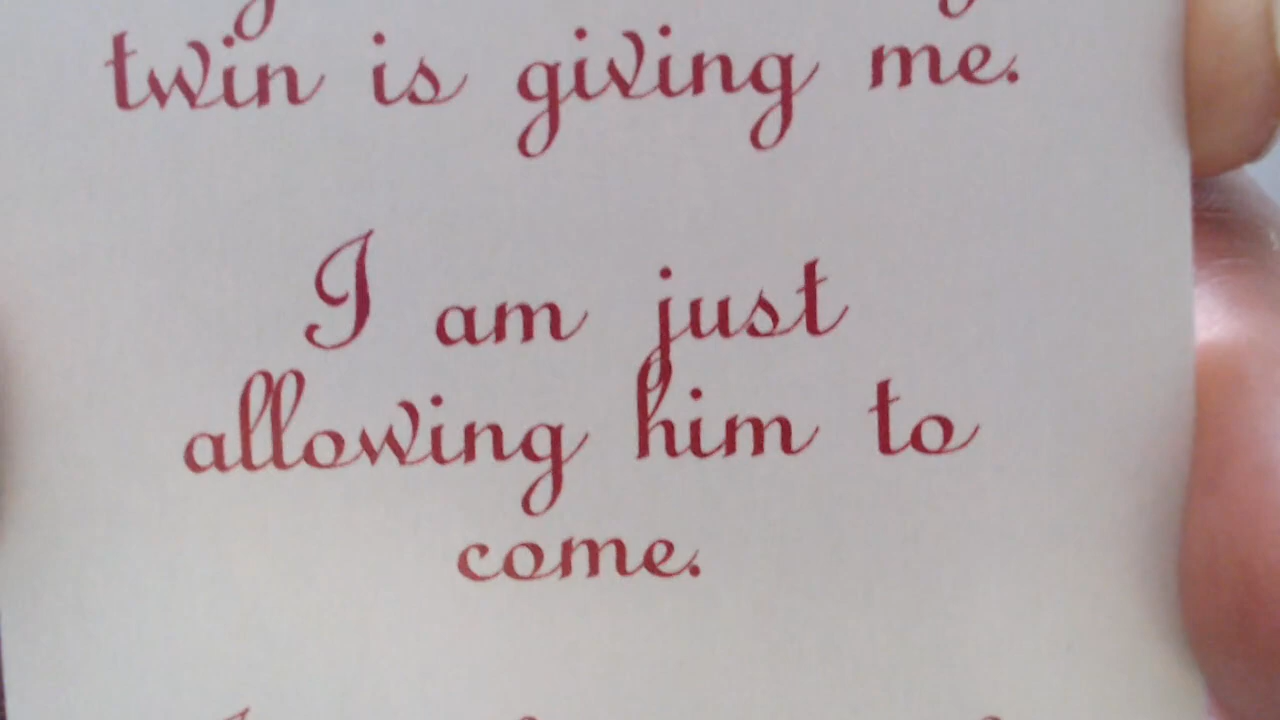 twin is giving me.
I am just
allowing him to
come.